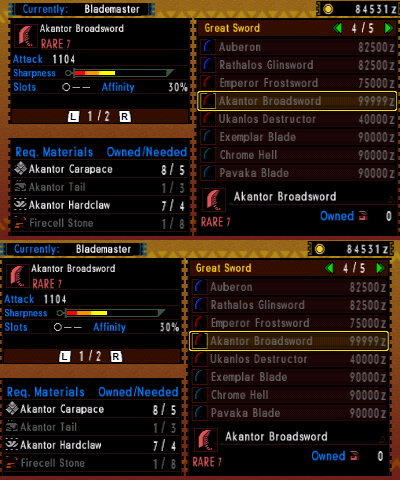 Currently: Blademaster
84531 z
Akantor Broadsword
RARE 7
Attack 1104
Sharpness
Slots Affinity 30%
L 1/2 R
Req. Materials Owned/Needed
Akantor Carapace 8/5
Akantor Tail 1/3
Akantor Hardclaw 7/4
Firecell Stone 1/8
Great Sword 4/5
Auberon 82500z
Rathalos Glinsword 82500z
Emperor Frostsword 75000z
Akantor Broadsword 99999z
Ukanlos Destructor 40000z
Exemplar Blade 90000z
Chrome Hell 90000z
Pavaka Blade 90000z
Akantor Broadsword
RARE 7
Owned 0
Currently: Blademaster
84531 z
Akantor Broadsword
RARE 7
Attack 1104
Sharpness
Slots Affinity 30%
L 1/2 R
Req. Materials Owned/Needed
Akantor Carapace 8/5
Akantor Tail 1/3
Akantor Hardclaw 7/4
Firecell Stone 1/8
Great Sword 4/5
Auberon 82500z
Rathalos Glinsword 82500z
Emperor Frostsword 75000z
Akantor Broadsword 99999z
Ukanlos Destructor 40000z
Exemplar Blade 90000z
Chrome Hell 90000z
Pavaka Blade 90000z
Akantor Broadsword
RARE 7
Owned 0